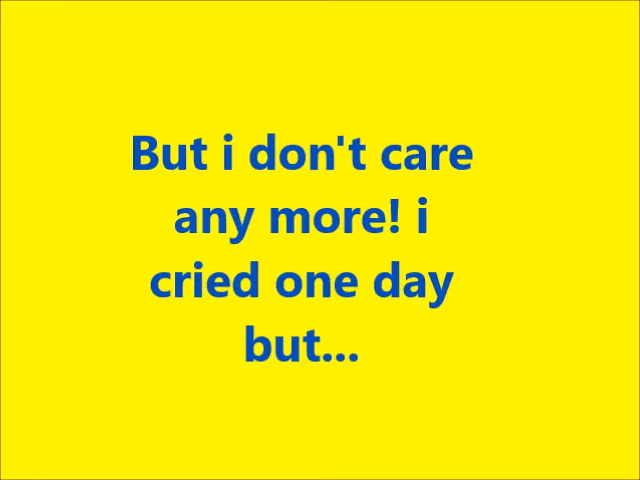 But i don't care
any more! i
cried one day
but...